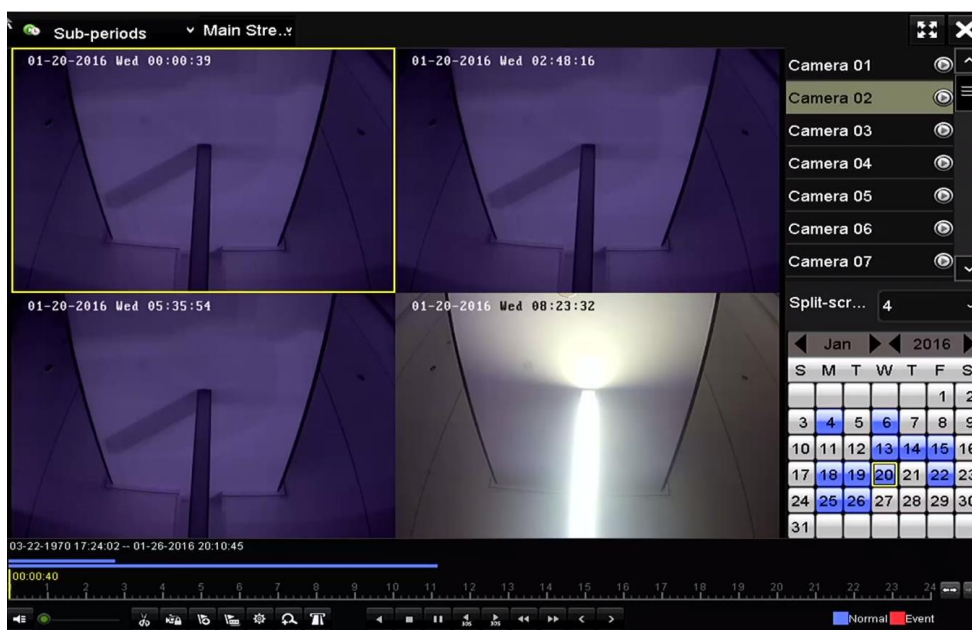 Sub-periods
Main Stre..
01-20-2016 Wed 00:00:39
01-20-2016 Wed 02:48:16
01-20-2016 Wed 05:35:54
01-20-2016 Wed 08:23:32
Camera 01
Camera 02
Camera 03
Camera 04
Camera 05
Camera 06
Camera 07
Split-scr... 4
Jan 2016
S M T W T F S
1 2
3 4 5 6 7 8 9
10 11 12 13 14 15 16
17 18 19 20 21 22 23
24 25 26 27 28 29 30
31
03-22-1970 17:24:02 -- 01-26-2016 20:10:45
00:00:40
1 2 3 4 5 6 7 8 9 10 11 12 13 14 15 16 17 18 19 20 21 22 23 24
30S 30S
Normal Event